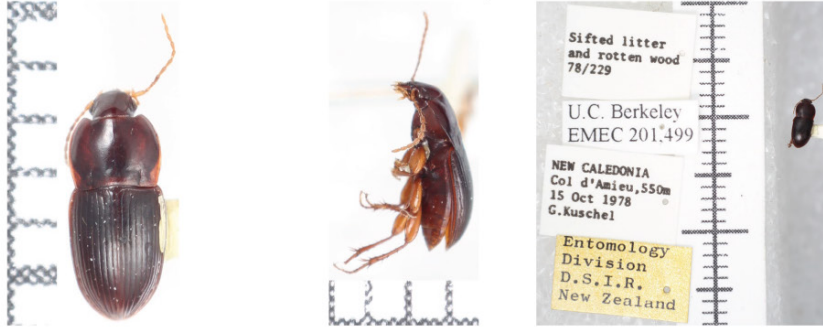 Sifted litter
and rotten wood
78/229
U.C. Berkeley
EMEC 201,499
NEW CALEDONIA
Col d'Amieu,550m
15 Oct 1978
G.Kuschel
Entomology
Division
D.S.I.R.
New Zealand